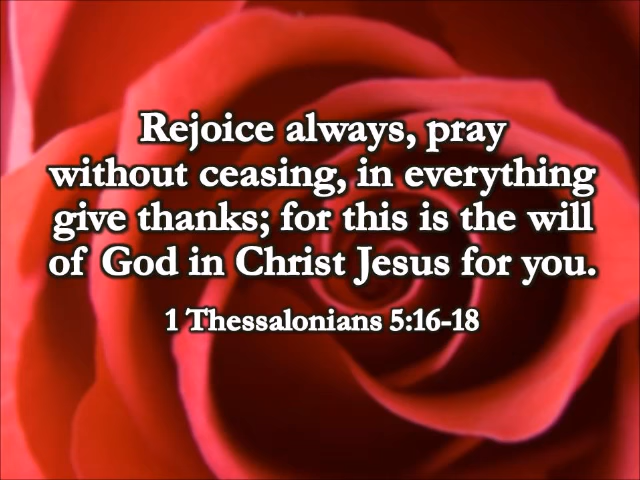 Rejoice always, pray
without ceasing, in everything
give thanks; for this is the will
of God in Christ Jesus for you.
1 Thessalonians 5:16-18